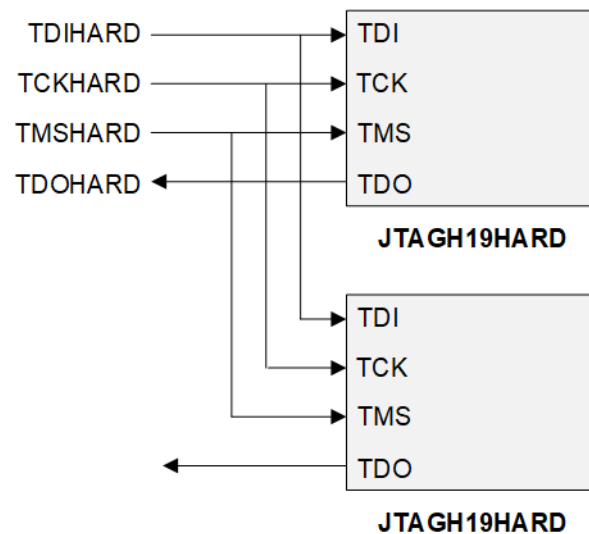 TDIHARD TDI
TCKHARD TCK
TMSHARD TMS
TDOHARD TDO
JTAGH19HARD
TDI
TCK
TMS
TDO
JTAGH19HARD